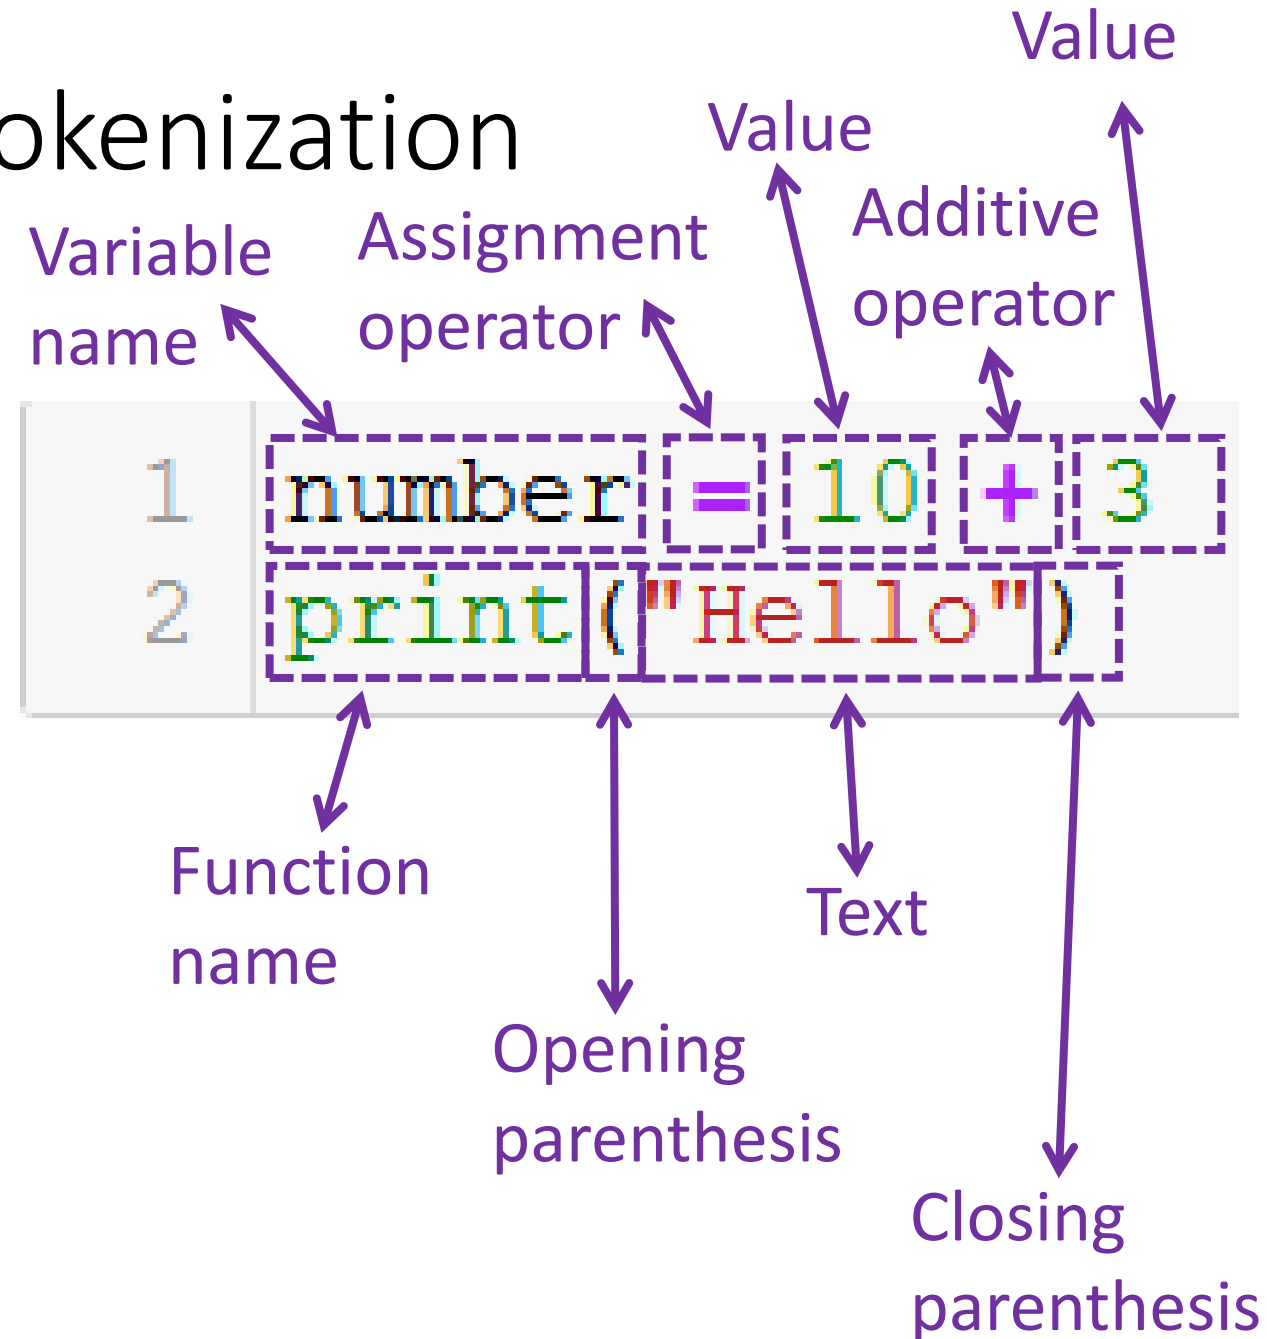 Value
okenization
Value
Variable
name
Assignment
operator
Additive
operator
1 number = 10 + 3
2 print("Hello")
Function
name
Text
Opening
parenthesis
Closing
parenthesis